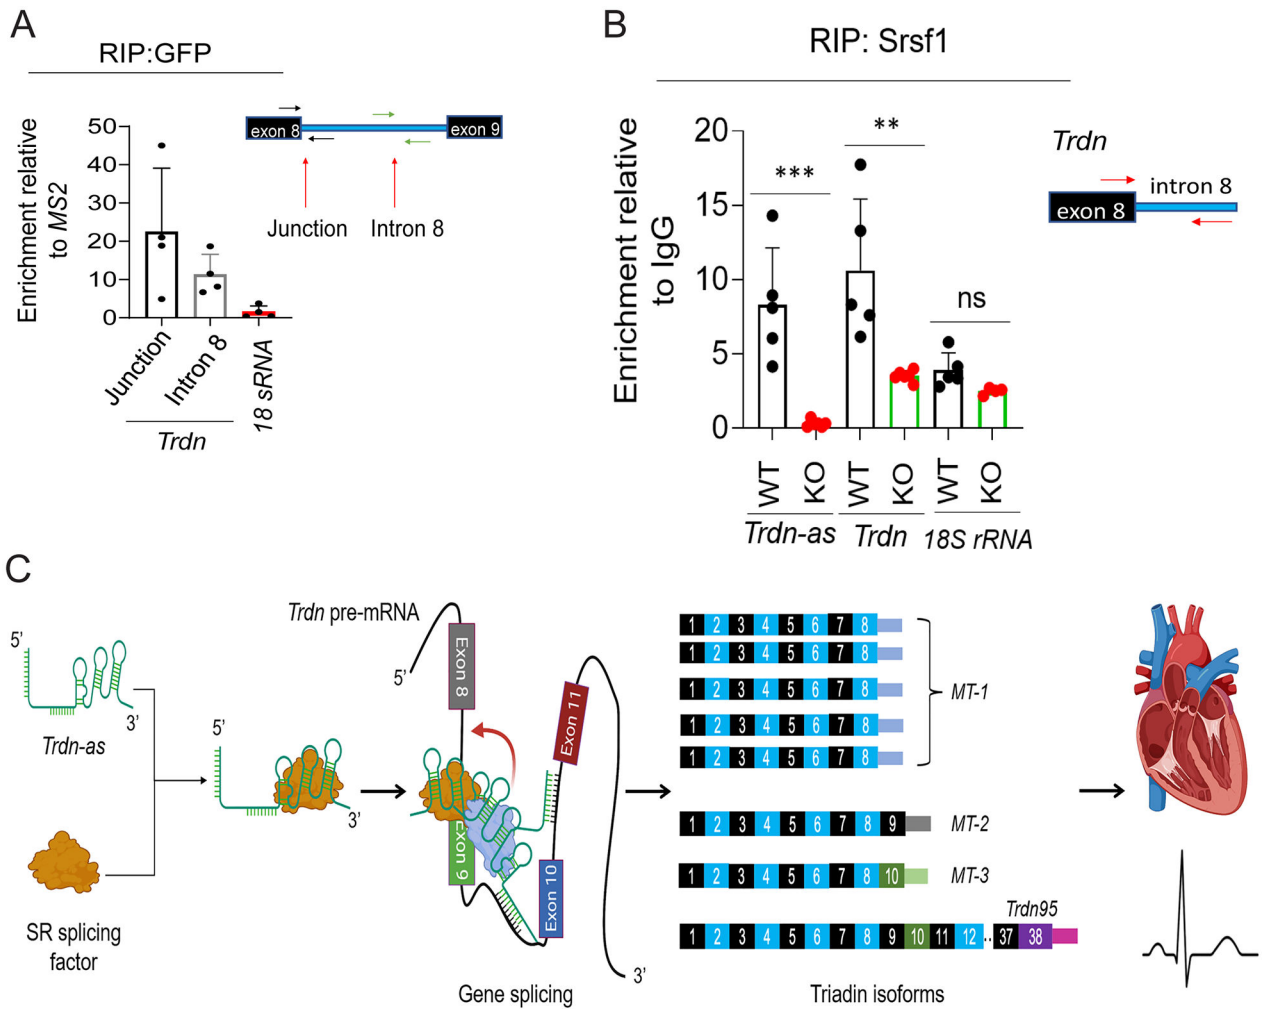 A
RIP:GFP
Enrichment relative
to MS2
50
40
30
20
10
0
Junction
Intron 8
18 sRNA
Trdn
exon 8
exon 9
Junction
Intron 8
B
RIP: Srsf1
Enrichment relative
to IgG
20
15
10
5
0
***
**
ns
WT
KO
WT
KO
WT
KO
Trdn-as
Trdn
18S rRNA
Trdn
intron 8
exon 8
C
5’
3’
Trdn-as
SR splicing
factor
5’
3’
Trdn pre-mRNA
5’
Exon 8
Exon 9
Exon 10
Exon 11
3’
Gene splicing
1 2 3 4 5 6 7 8
1 2 3 4 5 6 7 8
1 2 3 4 5 6 7 8
1 2 3 4 5 6 7 8
1 2 3 4 5 6 7 8
MT-1
1 2 3 4 5 6 7 8 9
MT-2
1 2 3 4 5 6 7 8 10
MT-3
Trdn95
1 2 3 4 5 6 7 8 9 10 11 12 .. 37 38
Triadin isoforms